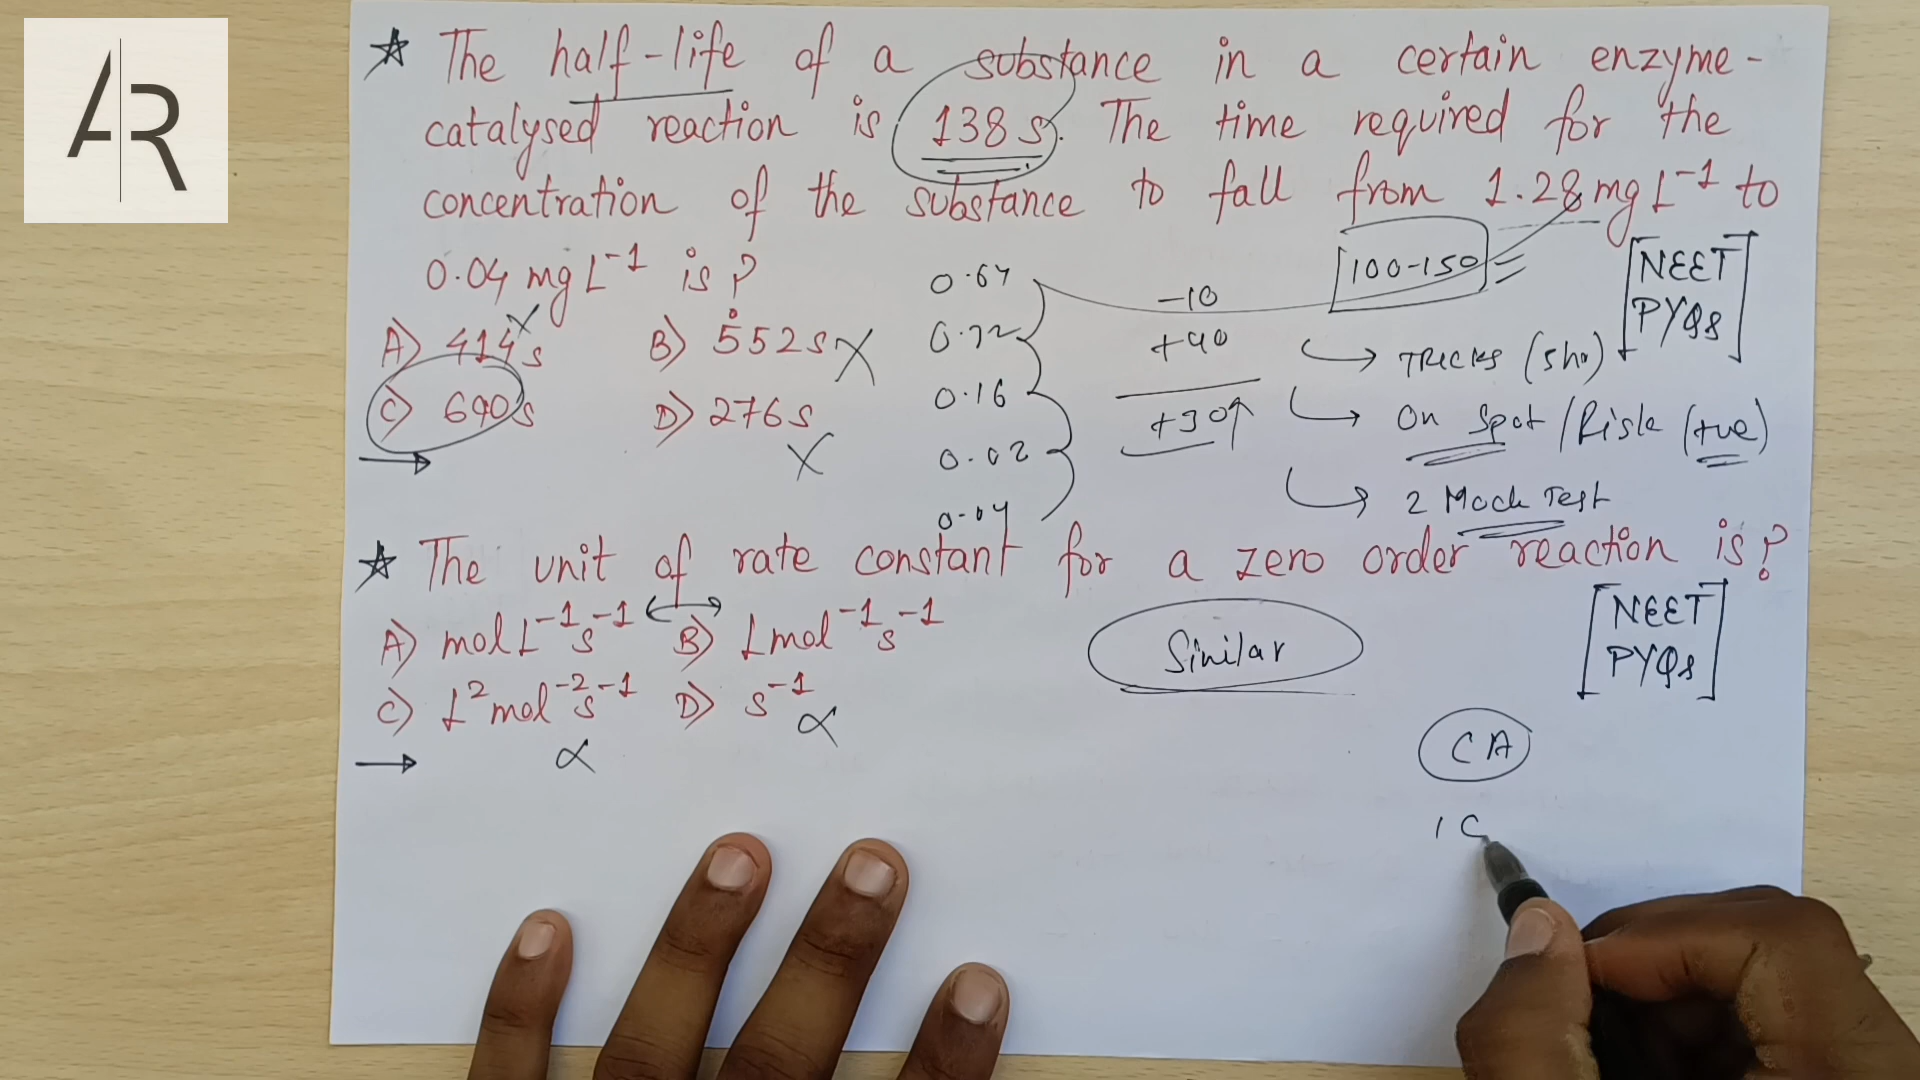 AR
☆ The half-life of a substance in a certain enzyme-
catalysed reaction is 138 s. The time required for the
concentration of the substance to fall from 1.28 mg L⁻¹ to
0.04 mg L⁻¹ is?
[NEET
PYQs]
A) 414 s B) 552 s X
C) 690 s D) 276 s
X
0.64
0.32
0.16
0.02
0.04
-10
+40
+30↑
[100-150]
→ TRICKS (Sho)
→ On Spot / Risk (+ve)
→ 2 Mock Test
☆ The unit of rate constant for a zero order reaction is?
A) mol L⁻¹ s⁻¹ B) L mol⁻¹ s⁻¹
C) L² mol⁻² s⁻¹ D) s⁻¹
Similar
[NEET
PYQs]
CA
1 C